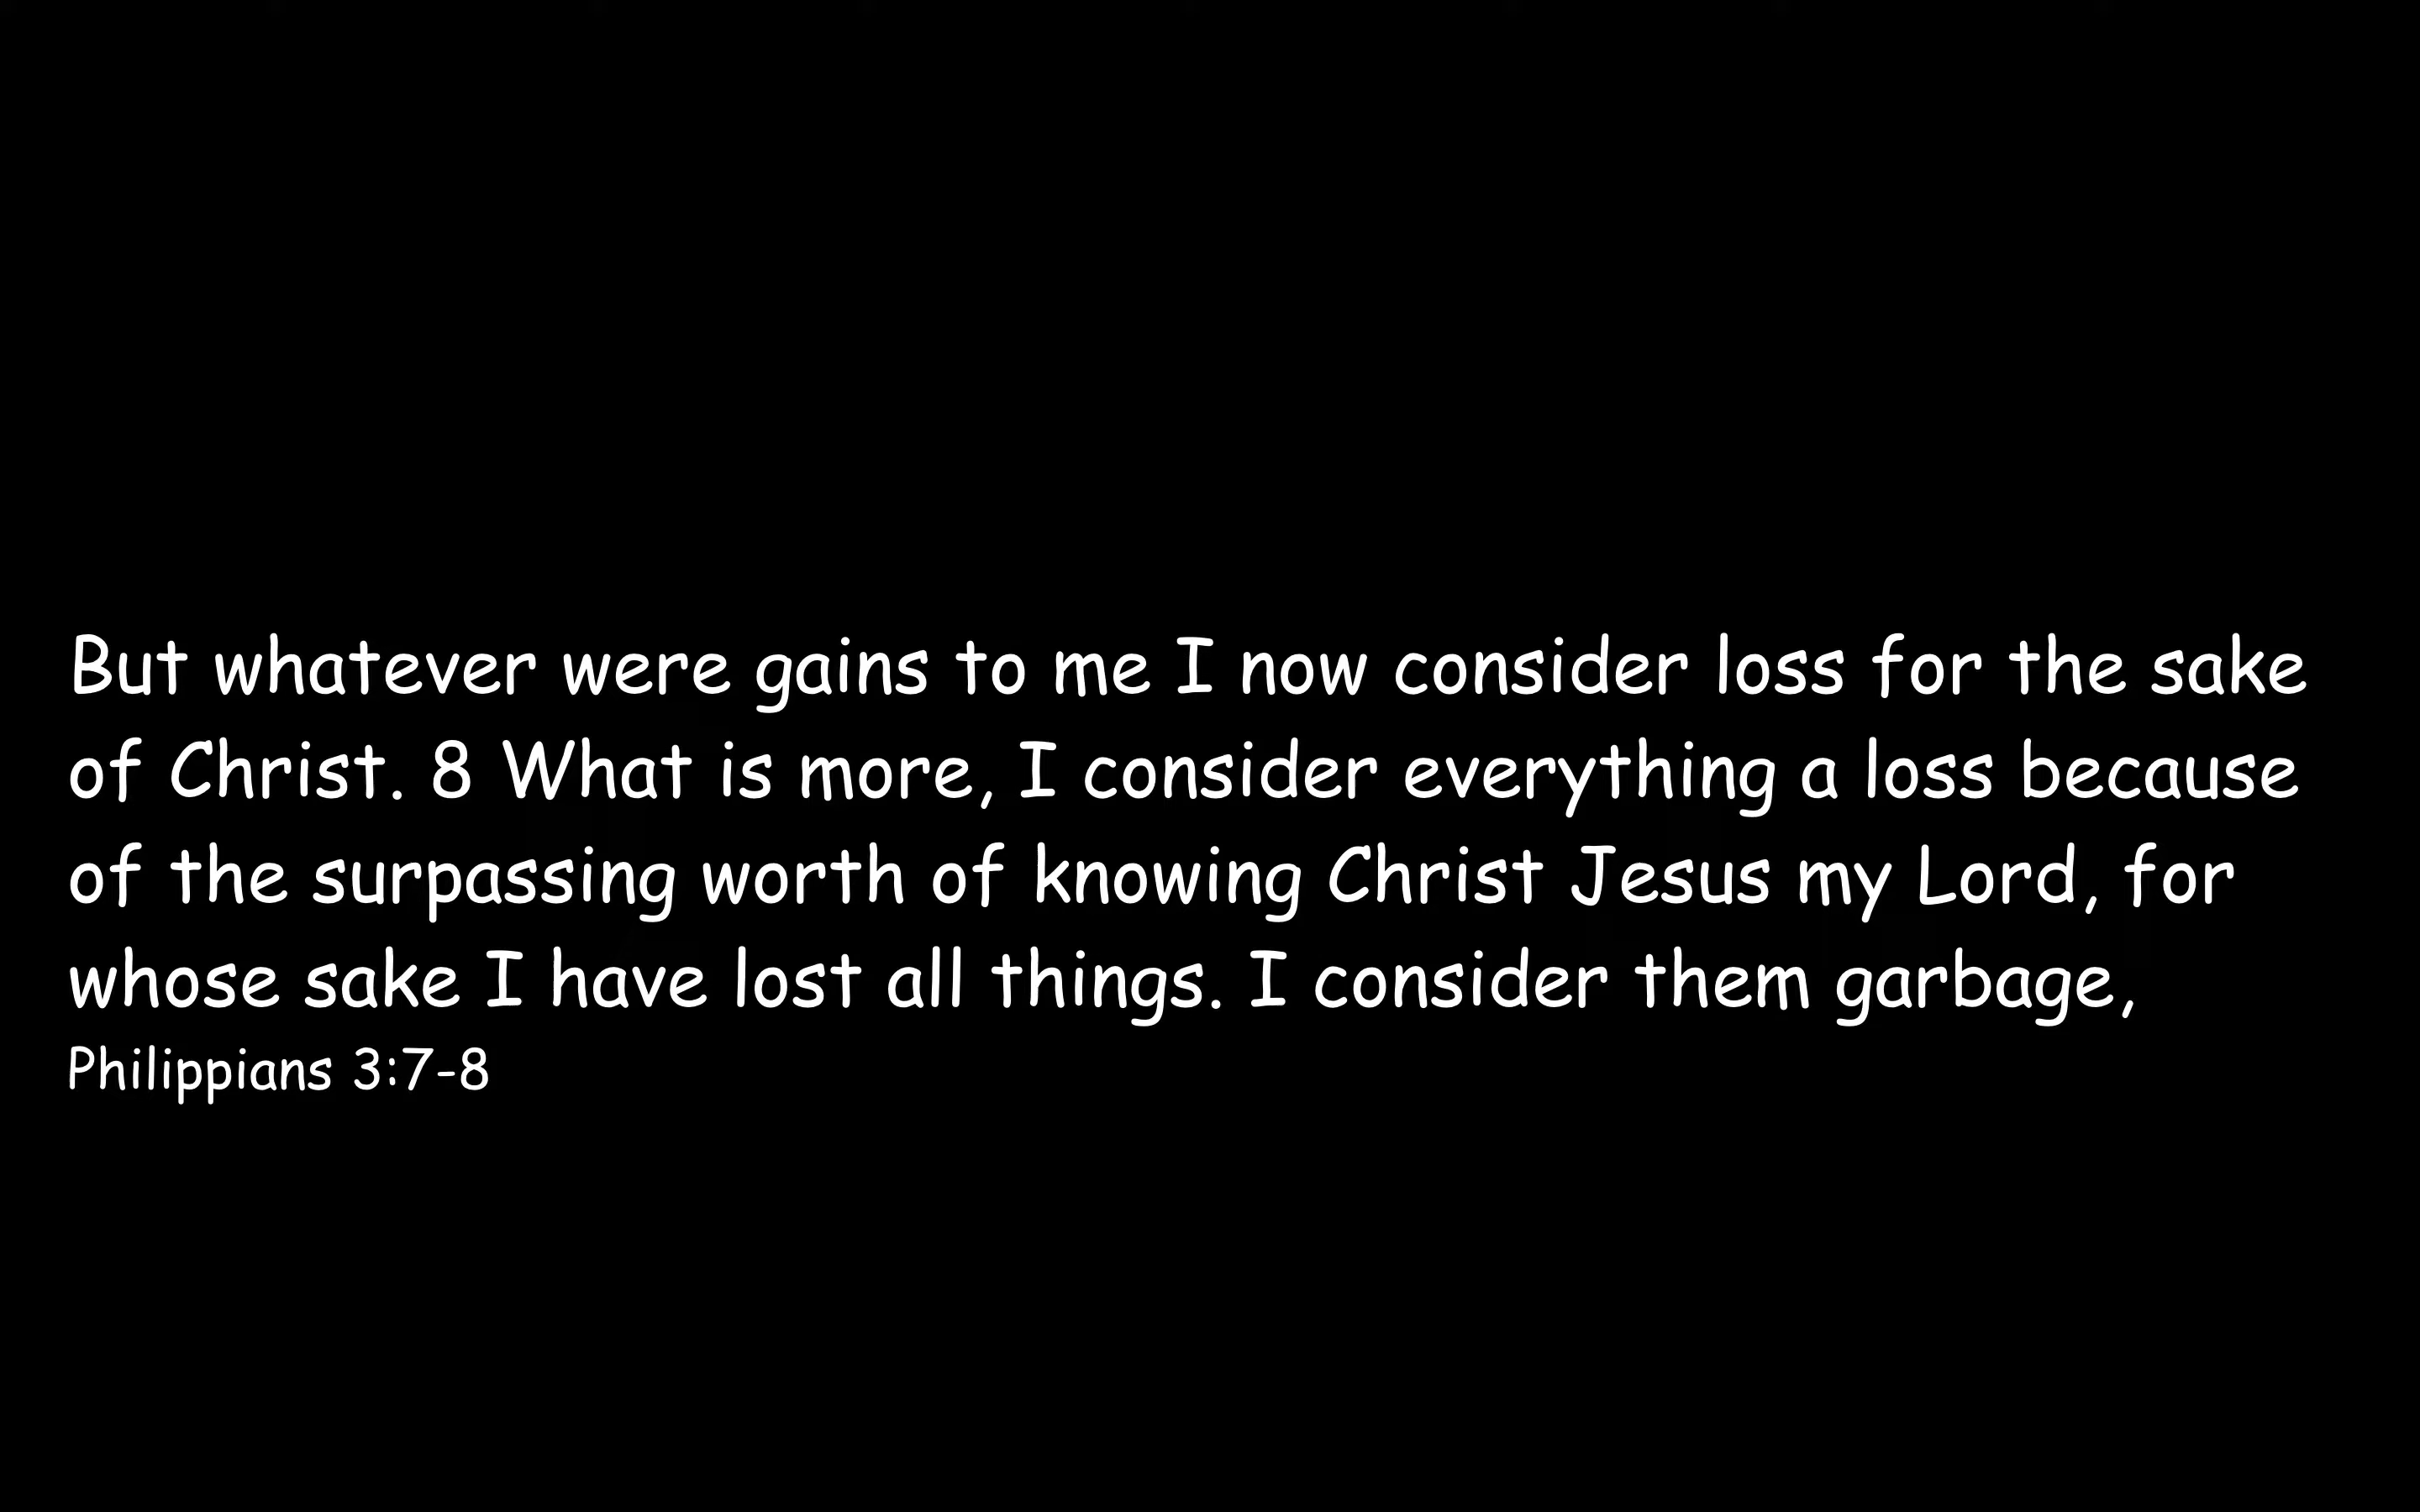 But whatever were gains to me I now consider loss for the sake
of Christ. 8 What is more, I consider everything a loss because
of the surpassing worth of knowing Christ Jesus my Lord, for
whose sake I have lost all things. I consider them garbage,
Philippians 3:7-8